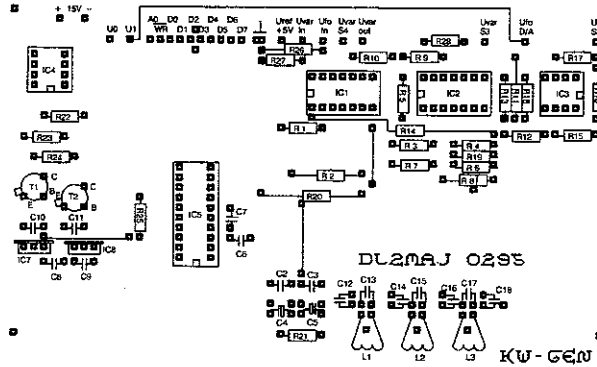 + 15V -
U0 U1 A0 D0 D2 D4 D6
WR D1 D3 D5 D7
Uref +5V
Uvar In
Ufo In
Uvar S4
Uvar out
Uvar S3
Ufo D/A
IC4
R26
R27
R28
R10
R9
R17
IC1
R5
IC2
IC3
R22
R23
R24
R1
R14
R3
R7
R4
R19
R6
R8
R12
R15
R2
R20
T1
C
B
E
T2
C
B
E
R25
IC5
C10
C11
IC7
IC8
C8
C9
C7
C6
DL2MAJ 0295
C2
C3
C4
C5
R21
C12
C13
C14
C15
C16
C17
C18
L1
L2
L3
KW-GEN